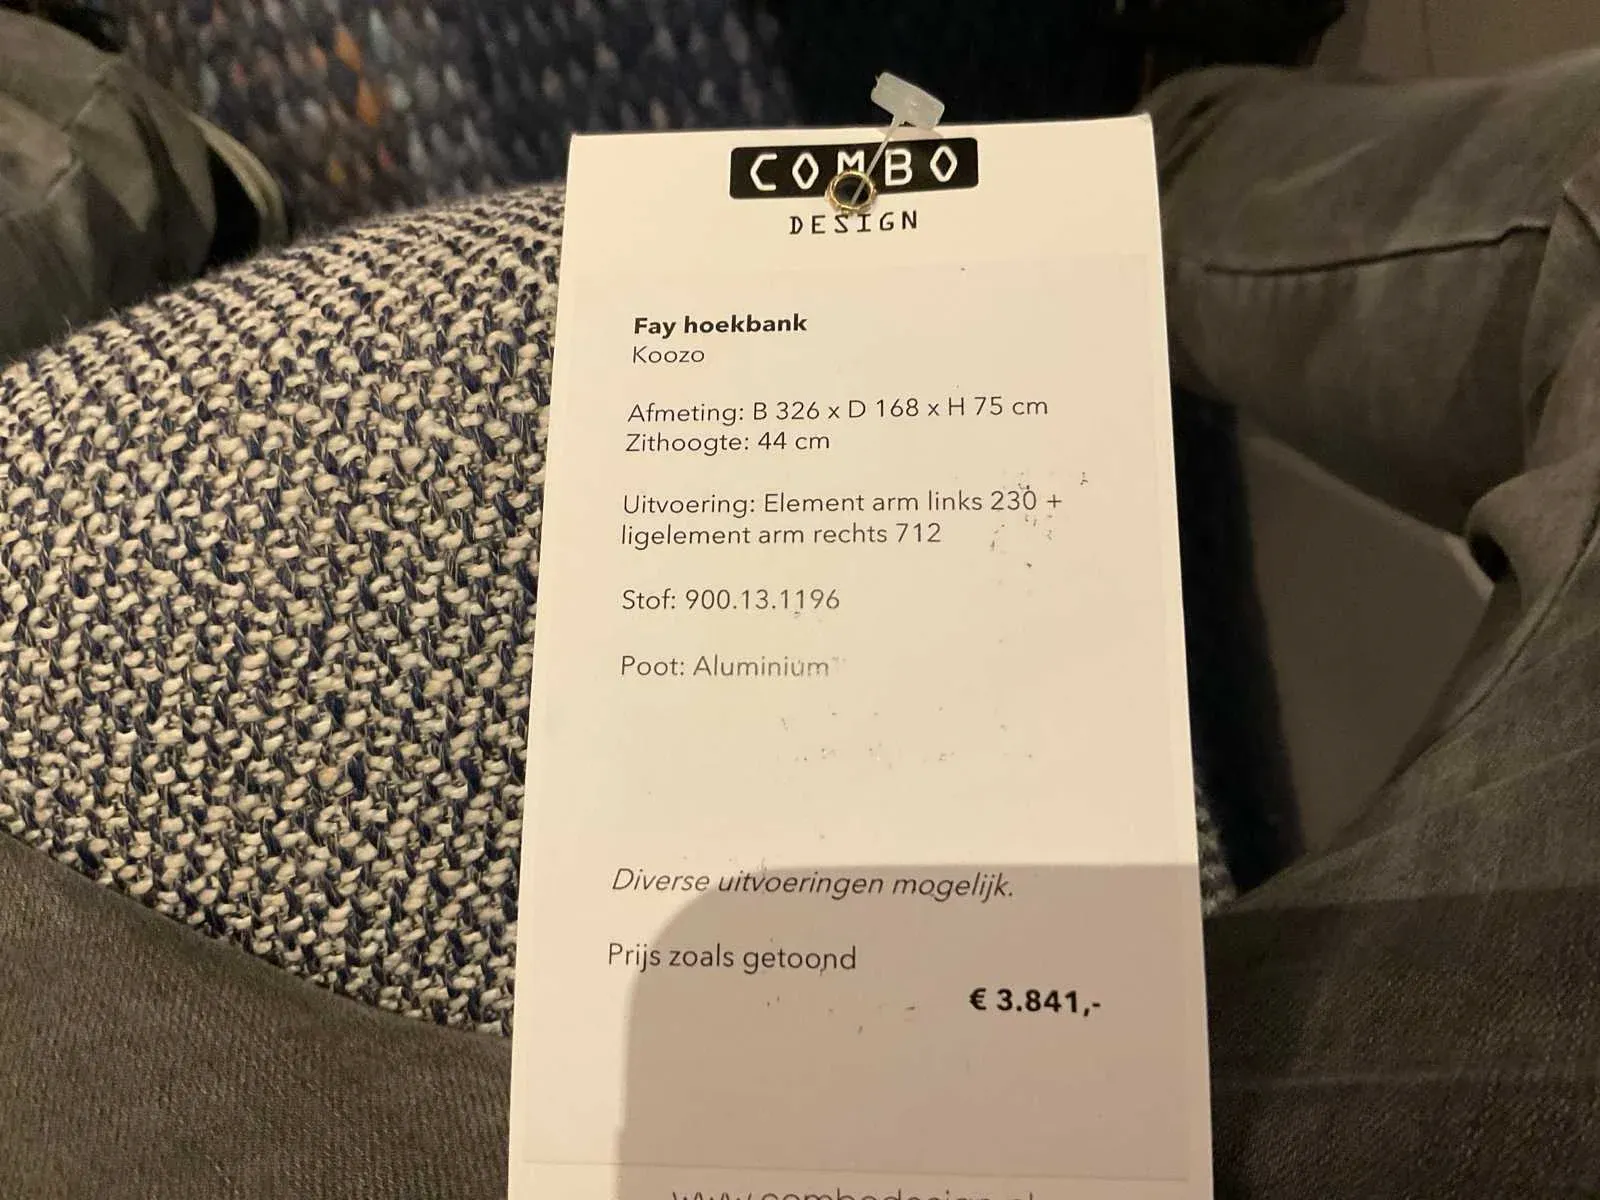 COMBO
DESIGN
Fay hoekbank
Koozo
Afmeting: B 326 x D 168 x H 75 cm
Zithoogte: 44 cm
Uitvoering: Element arm links 230 +
ligelement arm rechts 712
Stof: 900.13.1196
Poot: Aluminium
Diverse uitvoeringen mogelijk.
Prijs zoals getoond
€ 3.841,-